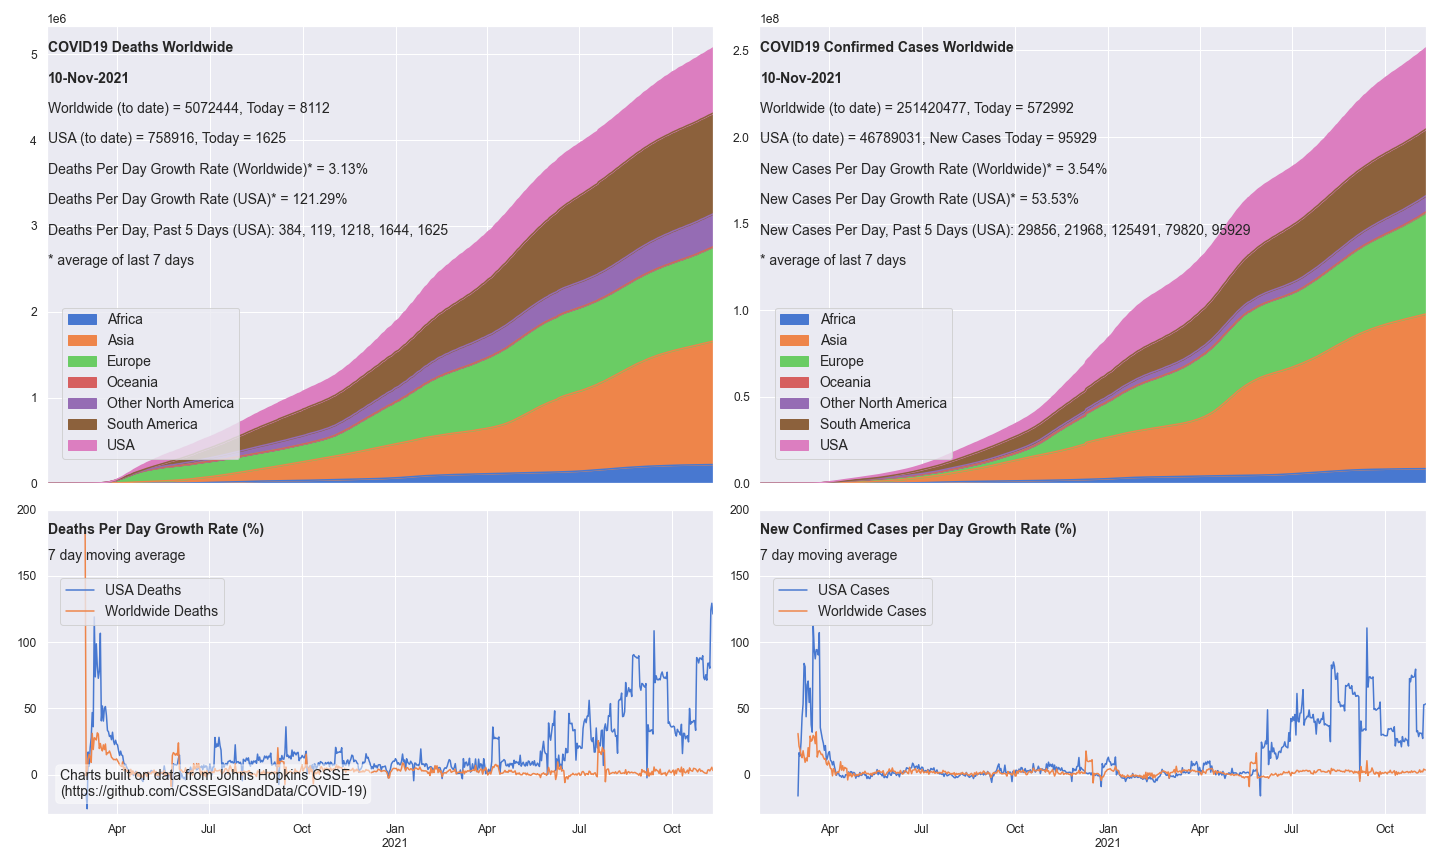 1e6
COVID19 Deaths Worldwide
10-Nov-2021
Worldwide (to date) = 5072444, Today = 8112
USA (to date) = 758916, Today = 1625
Deaths Per Day Growth Rate (Worldwide)* = 3.13%
Deaths Per Day Growth Rate (USA)* = 121.29%
Deaths Per Day, Past 5 Days (USA): 384, 119, 1218, 1644, 1625
* average of last 7 days
5
4
3
2
1
0
Africa
Asia
Europe
Oceania
Other North America
South America
USA
1e8
COVID19 Confirmed Cases Worldwide
10-Nov-2021
Worldwide (to date) = 251420477, Today = 572992
USA (to date) = 46789031, New Cases Today = 95929
New Cases Per Day Growth Rate (Worldwide)* = 3.54%
New Cases Per Day Growth Rate (USA)* = 53.53%
New Cases Per Day, Past 5 Days (USA): 29856, 21968, 125491, 79820, 95929
* average of last 7 days
2.5
2.0
1.5
1.0
0.5
0.0
Africa
Asia
Europe
Oceania
Other North America
South America
USA
Deaths Per Day Growth Rate (%)
7 day moving average
USA Deaths
Worldwide Deaths
200
150
100
50
0
Charts built on data from Johns Hopkins CSSE
(https://github.com/CSSEGISandData/COVID-19)
Apr Jul Oct Jan Apr Jul Oct
2021
New Confirmed Cases per Day Growth Rate (%)
7 day moving average
USA Cases
Worldwide Cases
200
150
100
50
0
Apr Jul Oct Jan Apr Jul Oct
2021